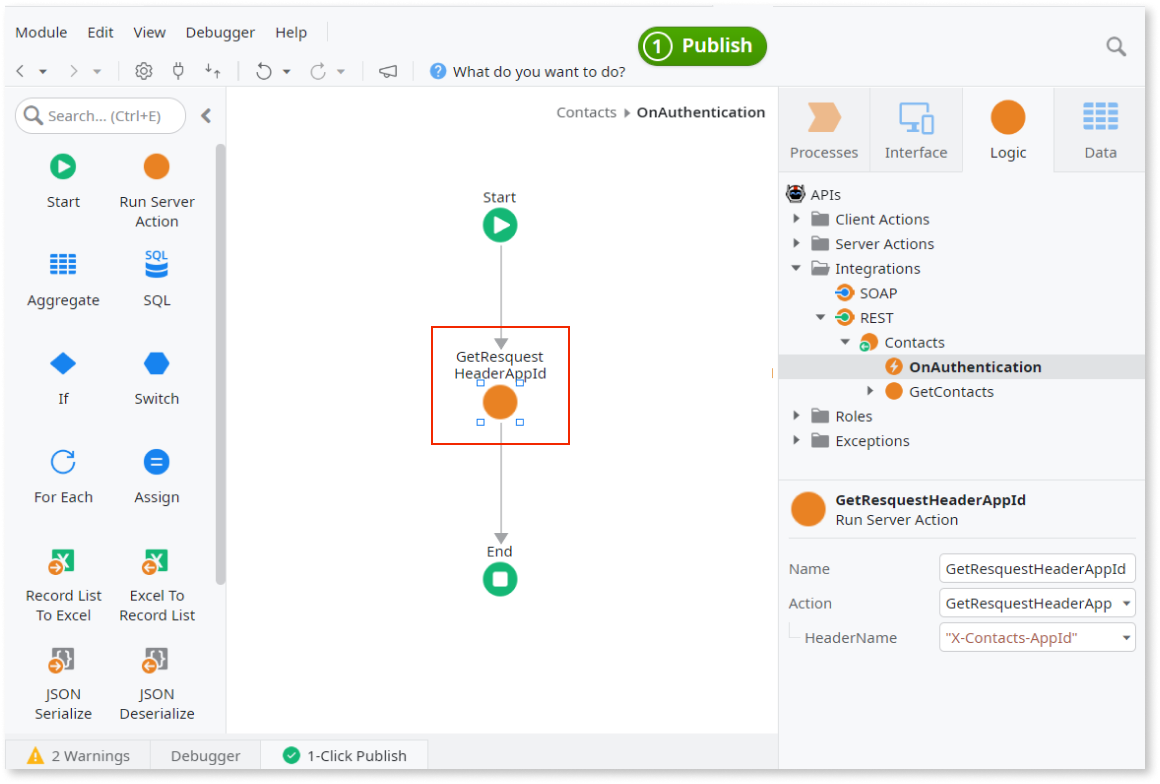 Module Edit View Debugger Help
1 Publish
? What do you want to do?
Search... (Ctrl+E)
Start
Run Server
Action
Aggregate
SQL
SQL
If
Switch
For Each
Assign
Record List
To Excel
Excel To
Record List
JSON
Serialize
JSON
Deserialize
Contacts OnAuthentication
Start
GetResquest
HeaderAppId
End
Processes
Interface
Logic
Data
APIs
Client Actions
Server Actions
Integrations
SOAP
REST
Contacts
OnAuthentication
GetContacts
Roles
Exceptions
GetResquestHeaderAppId
Run Server Action
Name GetResquestHeaderAppId
Action GetResquestHeaderApp
HeaderName "X-Contacts-AppId"
2 Warnings
Debugger
1-Click Publish